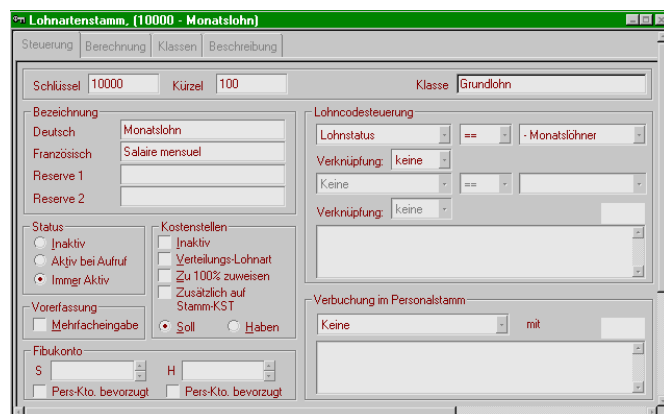 Lohnartenstamm, (10000 - Monatslohn)
Steuerung Berechnung Klassen Beschreibung
Schlüssel 10000 Kürzel 100 Klasse Grundlohn
Bezeichnung
Deutsch Monatslohn
Französisch Salaire mensuel
Reserve 1
Reserve 2
Lohncodesteuerung
Lohnstatus == - Monatslöhner
Verknüpfung: keine
Keine ==
Verknüpfung: keine
Status
Inaktiv
Aktiv bei Aufruf
Immer Aktiv
Kostenstellen
Inaktiv
Verteilungs-Lohnart
Zu 100% zuweisen
Zusätzlich auf
Stamm-KST
Soll Haben
Vorerfassung
Mehrfacheingabe
Verbuchung im Personalstamm
Keine mit
Fibukonto
S H
Pers-Kto. bevorzugt Pers-Kto. bevorzugt